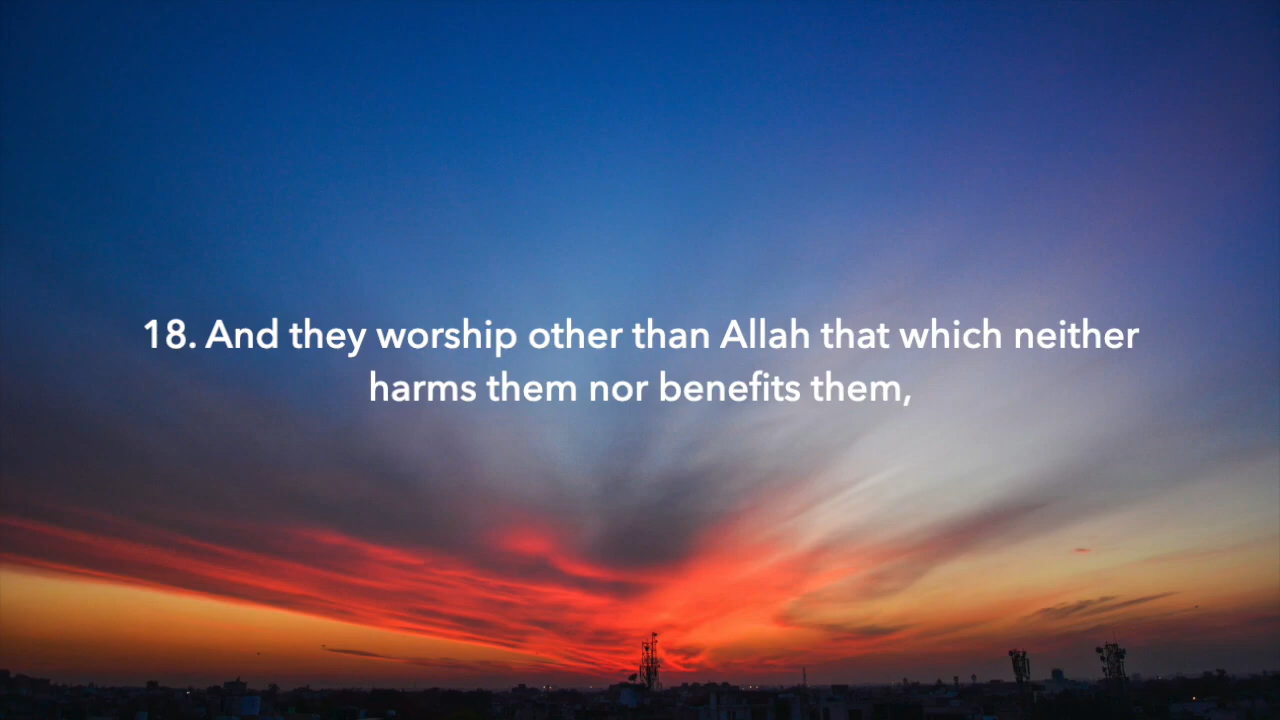 18. And they worship other than Allah that which neither
harms them nor benefits them,